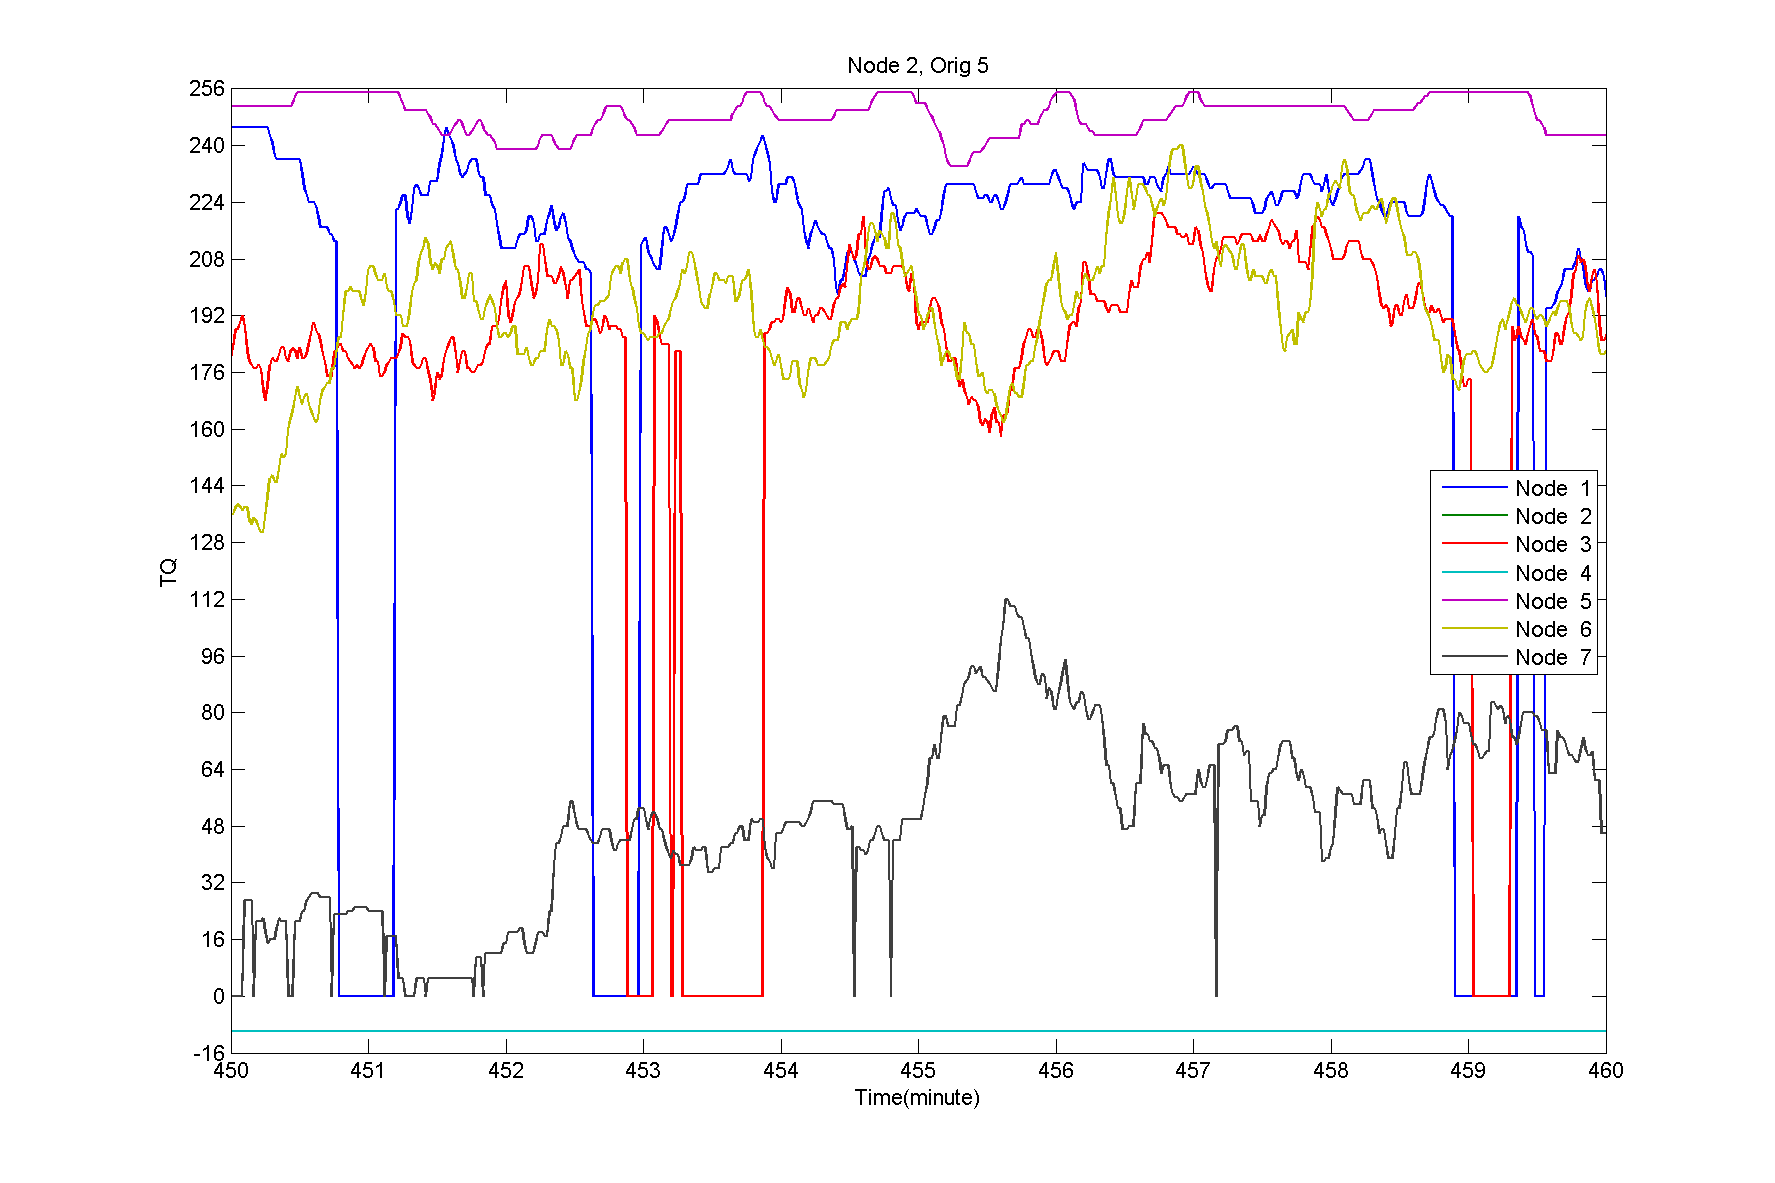 Node 2, Orig 5
256
240
224
208
192
176
160
144
128
112
96
80
64
48
32
16
0
-16
TQ
Node 1
Node 2
Node 3
Node 4
Node 5
Node 6
Node 7
450 451 452 453 454 455 456 457 458 459 460
Time(minute)